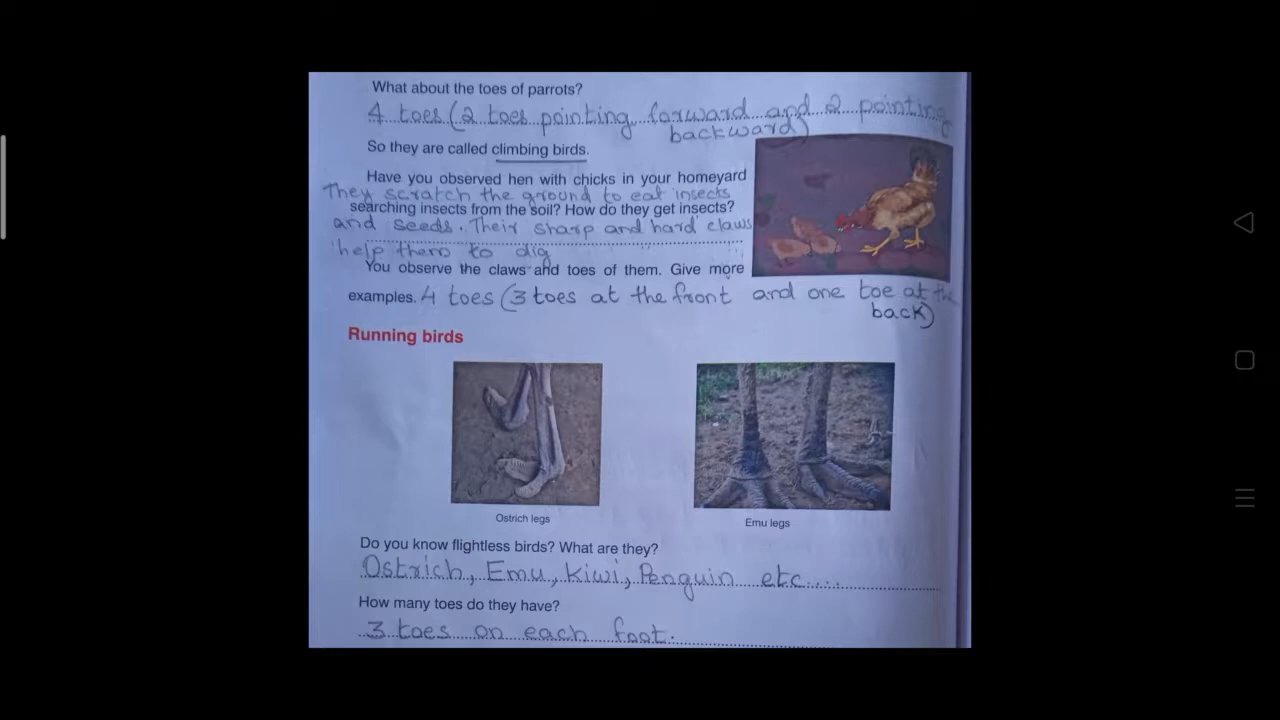 What about the toes of parrots?
4 toes (2 toes pointing forward and 2 pointing
backward)
So they are called climbing birds.
Have you observed hen with chicks in your homeyard
They scratch the ground to eat insects
searching insects from the soil? How do they get insects?
and seeds. Their sharp and hard claws
help them to dig
You observe the claws and toes of them. Give more
examples. 4 toes (3 toes at the front and one toe at the
back)
Running birds
Ostrich legs
Emu legs
Do you know flightless birds? What are they?
Ostrich, Emu, Kiwi, Penguin etc....
How many toes do they have?
3 toes on each foot.